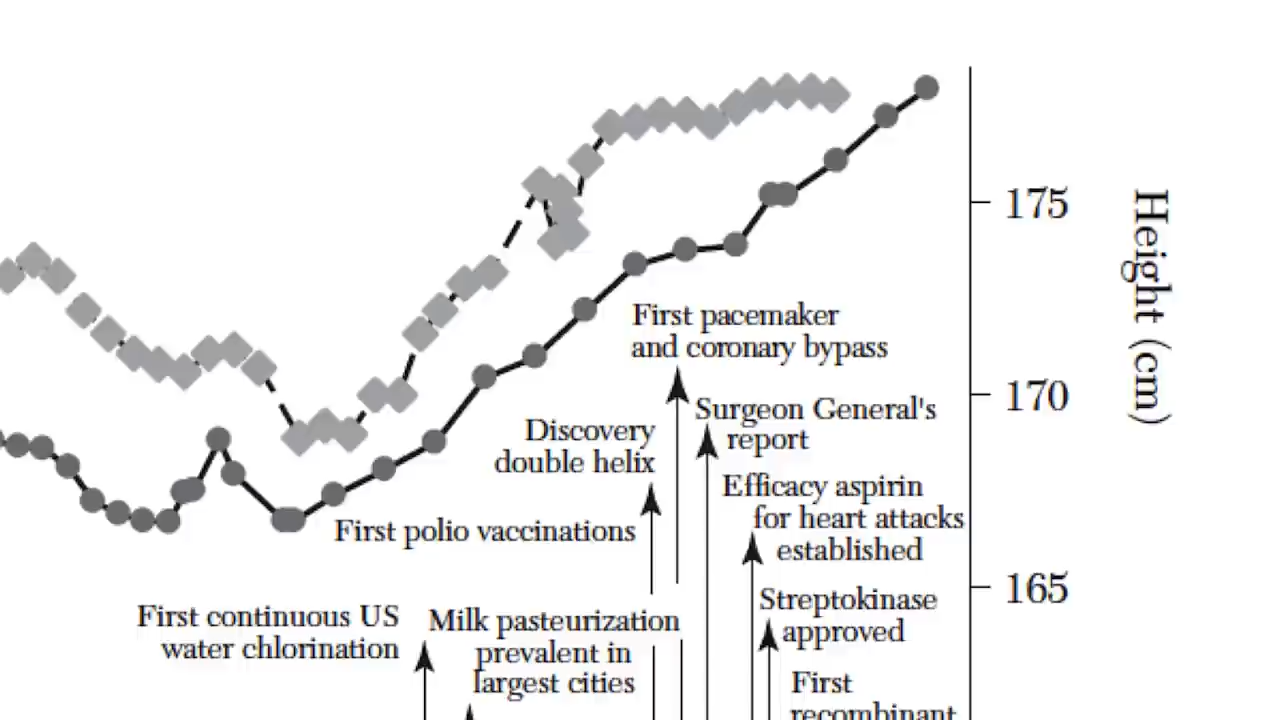 175
Height (cm)
First pacemaker
and coronary bypass
170
Surgeon General's
report
Discovery
double helix
Efficacy aspirin
for heart attacks
established
First polio vaccinations
165
Streptokinase
approved
First continuous US
water chlorination
Milk pasteurization
prevalent in
largest cities
First
recombinant